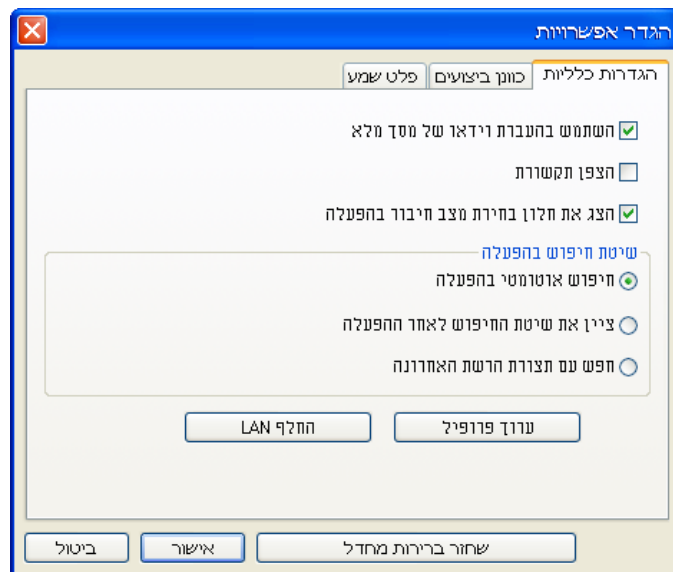 הגדר אפשרויות
הגדרות כלליות
כוונן ביצועים
פלט שמע
השתמש בהעברת וידאו של מסך מלא
הצפן תקשורת
הצג את חלון בחירת מצב חיבור בהפעלה
שיטת חיפוש בהפעלה
חיפוש אוטומטי בהפעלה
ציין את שיטת החיפוש לאחר ההפעלה
חפש עם תצורת הרשת האחרונה
ערוך פרופיל
החלף LAN
שחזר ברירות מחדל
אישור
ביטול